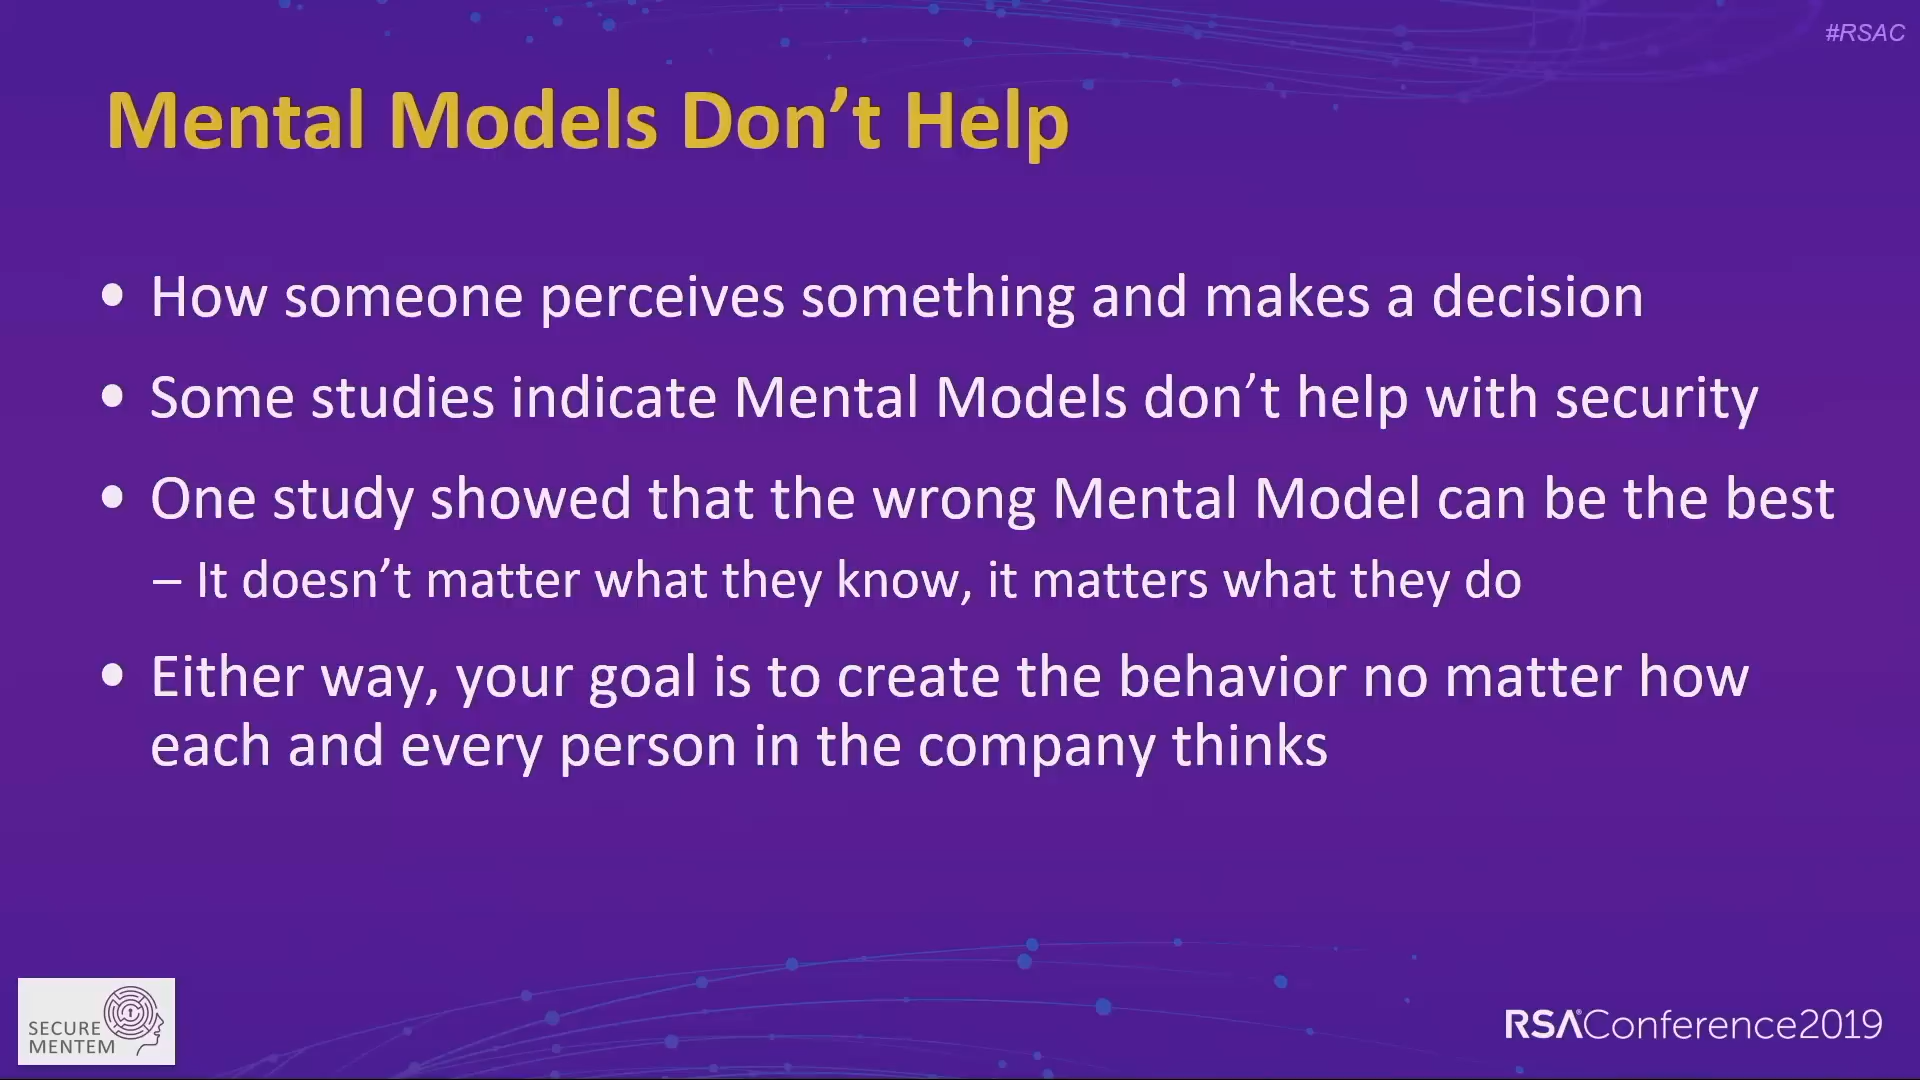 #RSAC
Mental Models Don’t Help
• How someone perceives something and makes a decision
• Some studies indicate Mental Models don’t help with security
• One study showed that the wrong Mental Model can be the best
– It doesn’t matter what they know, it matters what they do
• Either way, your goal is to create the behavior no matter how
each and every person in the company thinks
SECURE
MENTEM
RSA®Conference2019